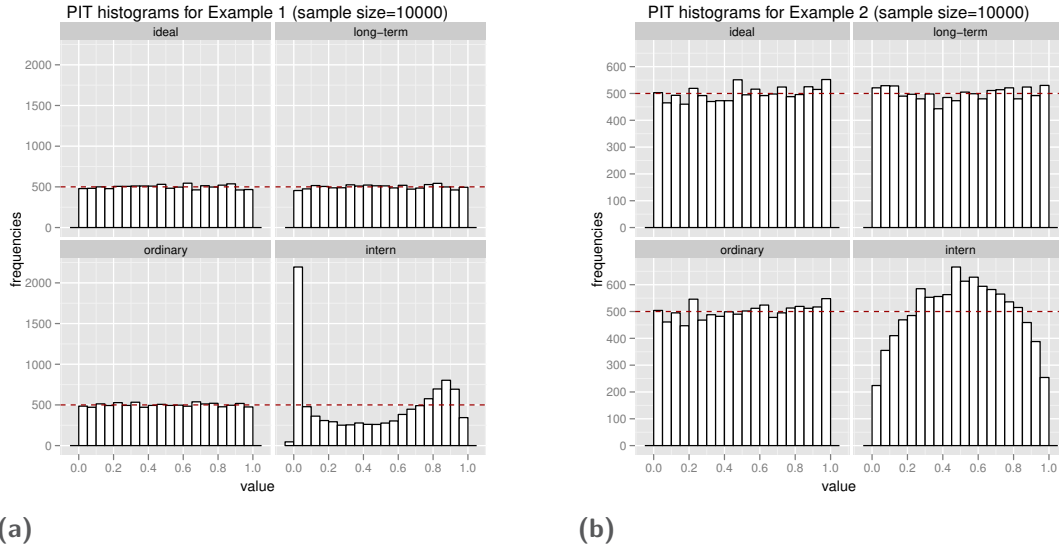 PIT histograms for Example 1 (sample size=10000)
ideal long−term
2000
1500
1000
500
0
ordinary intern
2000
1500
1000
500
0
0.0 0.2 0.4 0.6 0.8 1.0 0.0 0.2 0.4 0.6 0.8 1.0
value
frequencies
(a)
PIT histograms for Example 2 (sample size=10000)
ideal long−term
600
500
400
300
200
100
0
ordinary intern
600
500
400
300
200
100
0
0.0 0.2 0.4 0.6 0.8 1.0 0.0 0.2 0.4 0.6 0.8 1.0
value
frequencies
(b)